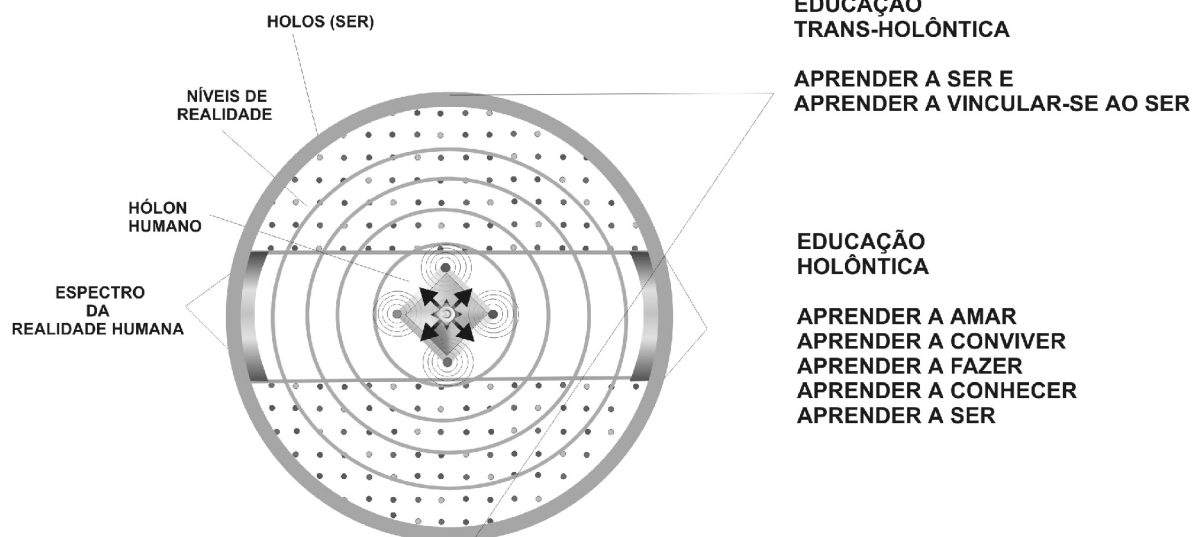 HOLOS (SER)
NÍVEIS DE
REALIDADE
HÓLON
HUMANO
ESPECTRO
DA
REALIDADE HUMANA
EDUCAÇÃO
TRANS-HOLÔNTICA
APRENDER A SER E
APRENDER A VINCULAR-SE AO SER
EDUCAÇÃO
HOLÔNTICA
APRENDER A AMAR
APRENDER A CONVIVER
APRENDER A FAZER
APRENDER A CONHECER
APRENDER A SER